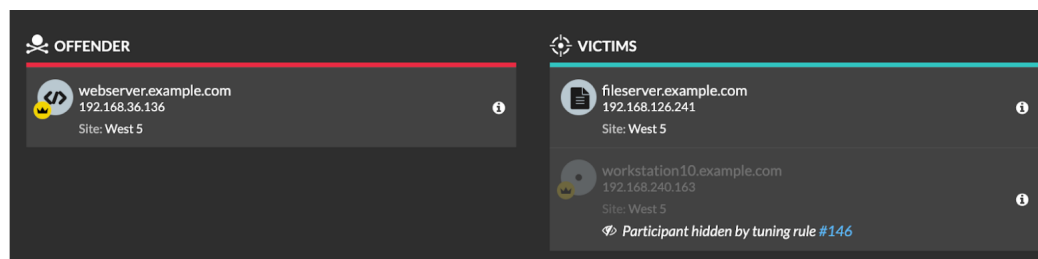 OFFENDER
webserver.example.com
192.168.36.136
Site: West 5
VICTIMS
fileserver.example.com
192.168.126.241
Site: West 5
workstation10.example.com
192.168.240.163
Site: West 5
Participant hidden by tuning rule #146